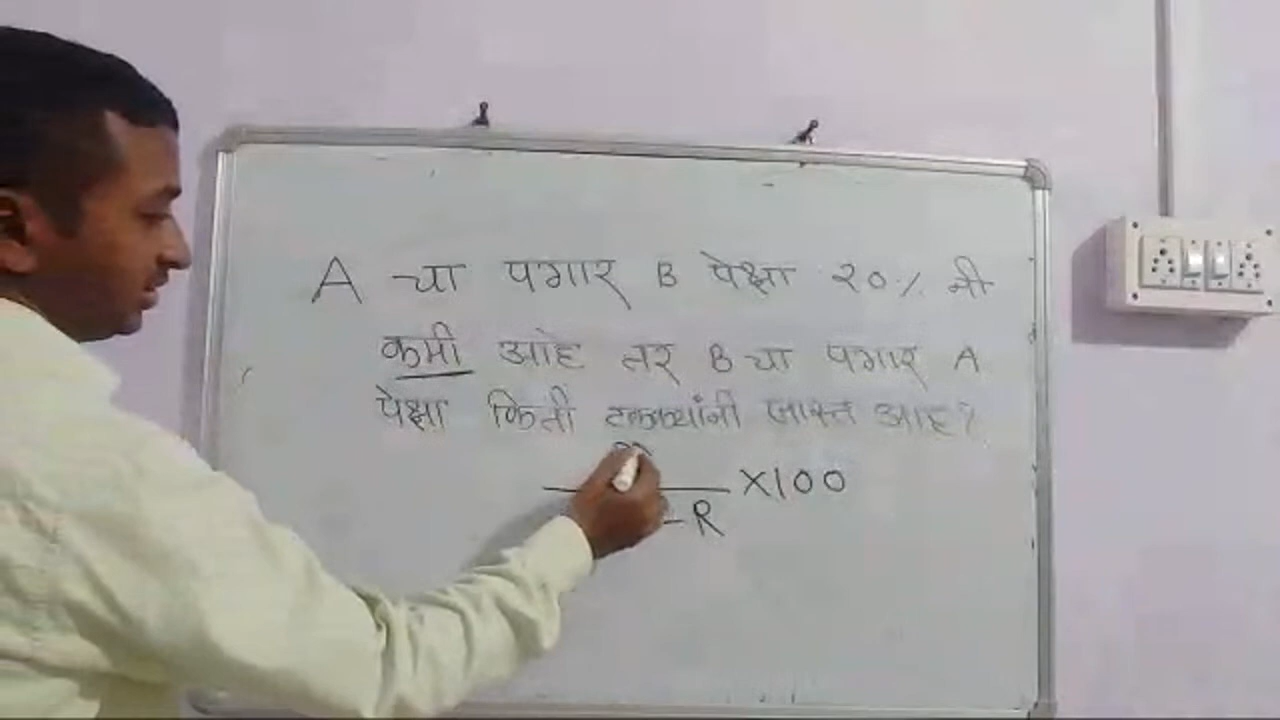 A चा पगार B पेक्षा २०% नी
कमी आहे तर B चा पगार A
पेक्षा किती टक्क्यांनी जास्त आहे?
×100
-R